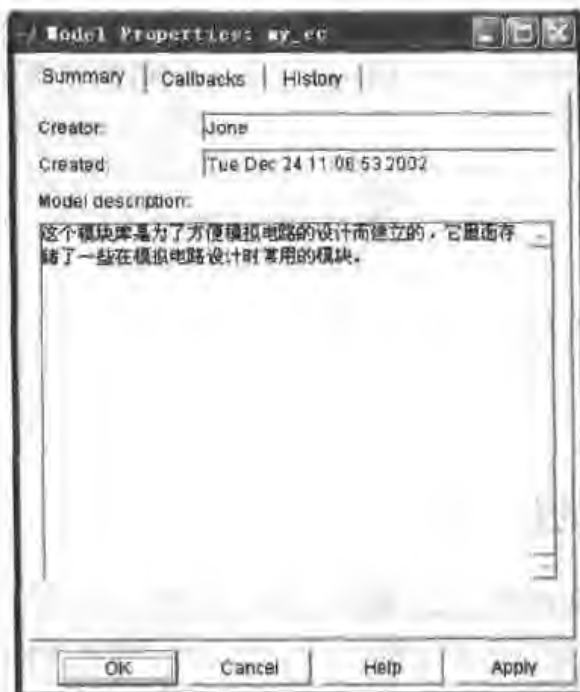 Model Properties: my_ec
Summary
Callbacks
History
Creator: Jone
Created: Tue Dec 24 11:06:53 2002
Model description:
这个模块库是为了方便模拟电路的设计而建立的，它里面存
储了一些在模拟电路设计时常用的模块。
OK
Cancel
Help
Apply